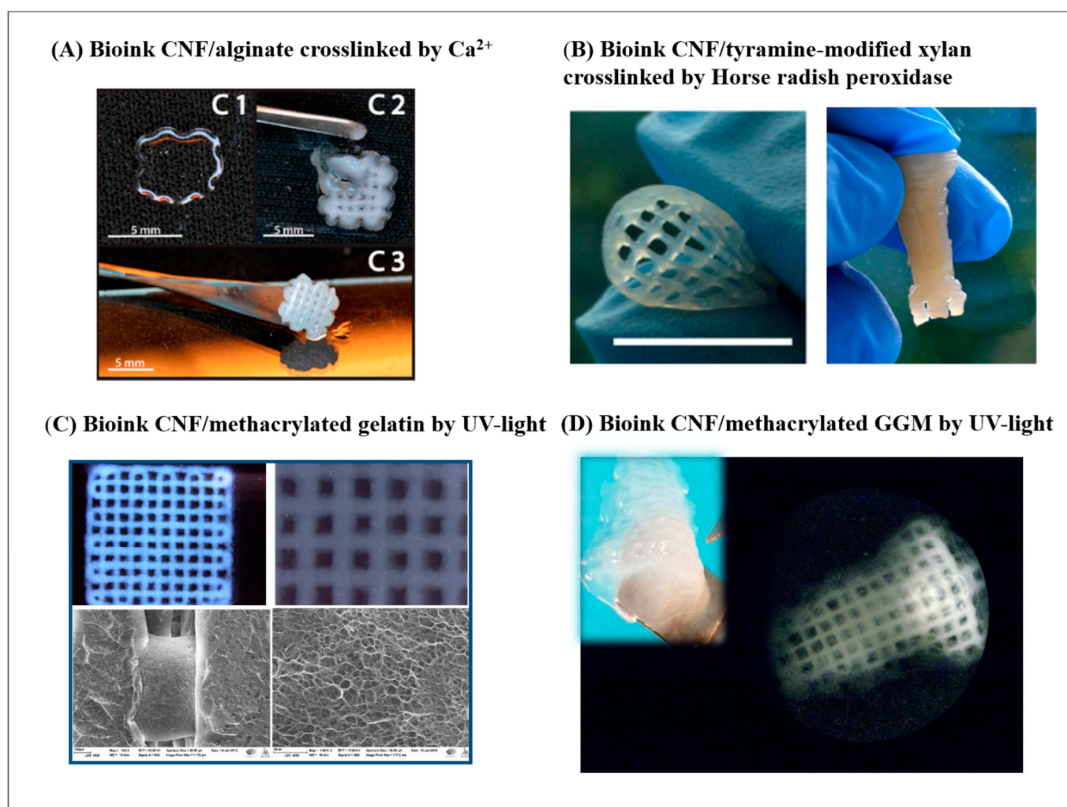 (A) Bioink CNF/alginate crosslinked by Ca²⁺
C 1
C 2
5 mm
5 mm
C 3
5 mm
(B) Bioink CNF/tyramine-modified xylan
crosslinked by Horse radish peroxidase
(C) Bioink CNF/methacrylated gelatin by UV-light
(D) Bioink CNF/methacrylated GGM by UV-light